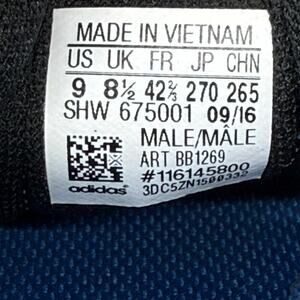 MADE IN VIETNAM
US UK FR JP CHN
9 8½ 42⅔ 270 265
SHW 675001 09/16
MALE/MÂLE
ART BB1269
#116145800
adidas 3DC5ZN1500332